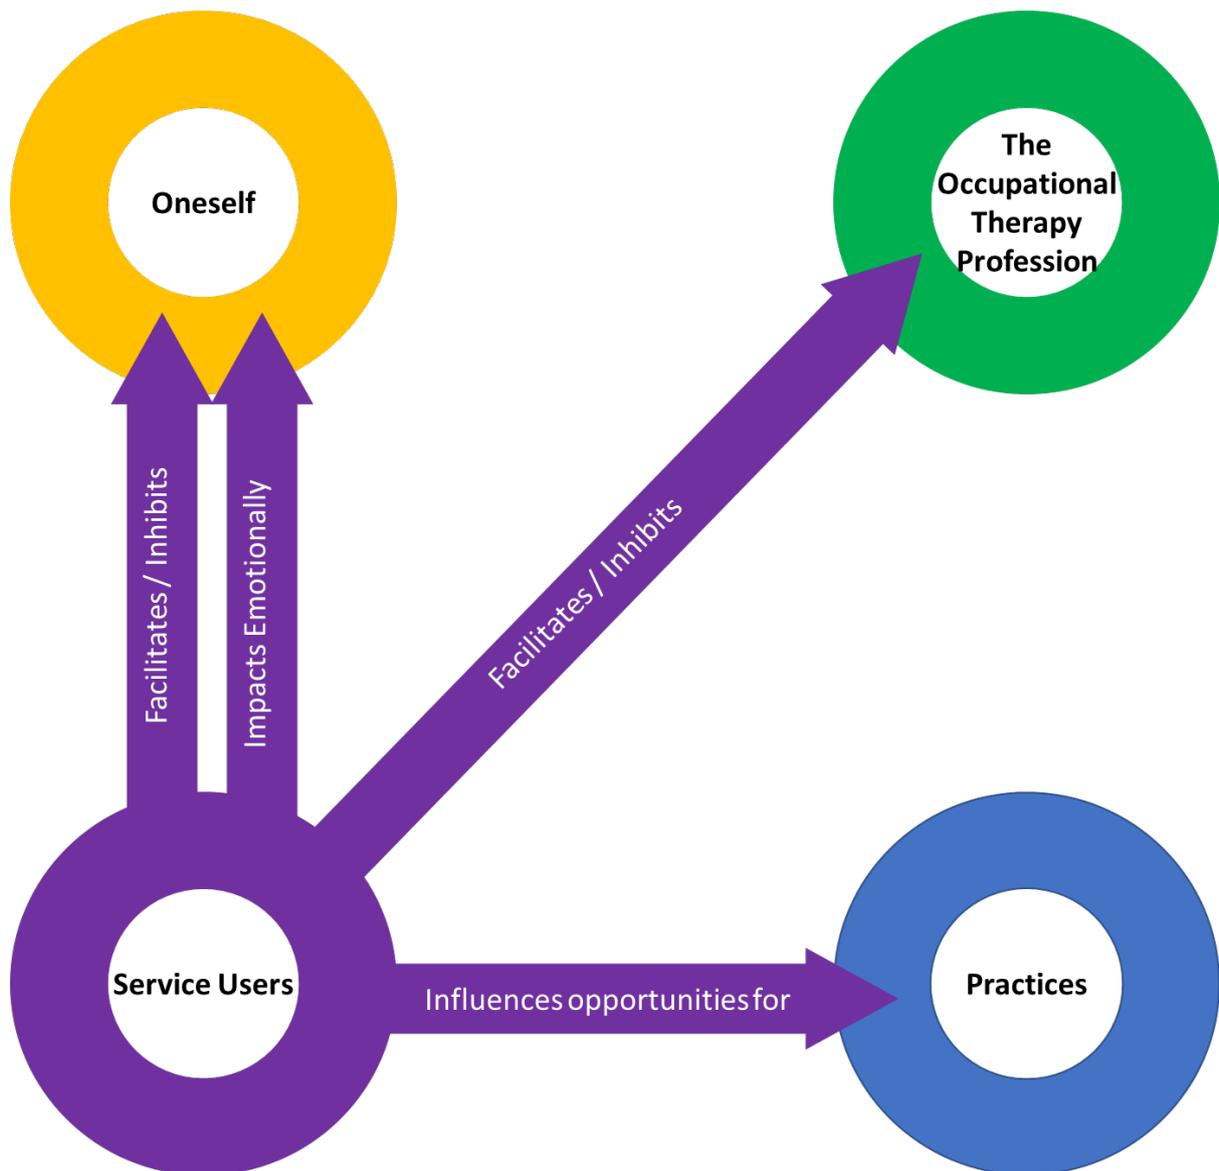 Oneself
The
Occupational
Therapy
Profession
Facilitates / Inhibits
Impacts Emotionally
Facilitates / Inhibits
Service Users
Influences opportunities for
Practices